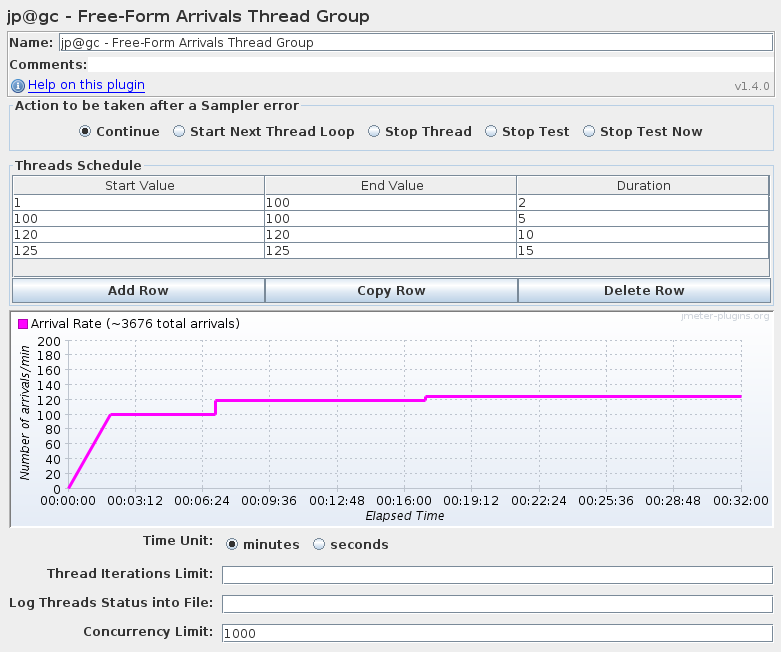 jp@gc - Free-Form Arrivals Thread Group
Name: jp@gc - Free-Form Arrivals Thread Group
Comments:
Help on this plugin v1.4.0
Action to be taken after a Sampler error
Continue Start Next Thread Loop Stop Thread Stop Test Stop Test Now
Threads Schedule
Start Value End Value Duration
1 100 2
100 100 5
120 120 10
125 125 15
Add Row Copy Row Delete Row
jmeter-plugins.org
Arrival Rate (~3676 total arrivals)
Number of arrivals/min
200
180
160
140
120
100
80
60
40
20
0
00:00:00 00:03:12 00:06:24 00:09:36 00:12:48 00:16:00 00:19:12 00:22:24 00:25:36 00:28:48 00:32:00
Elapsed Time
Time Unit: minutes seconds
Thread Iterations Limit:
Log Threads Status into File:
Concurrency Limit: 1000